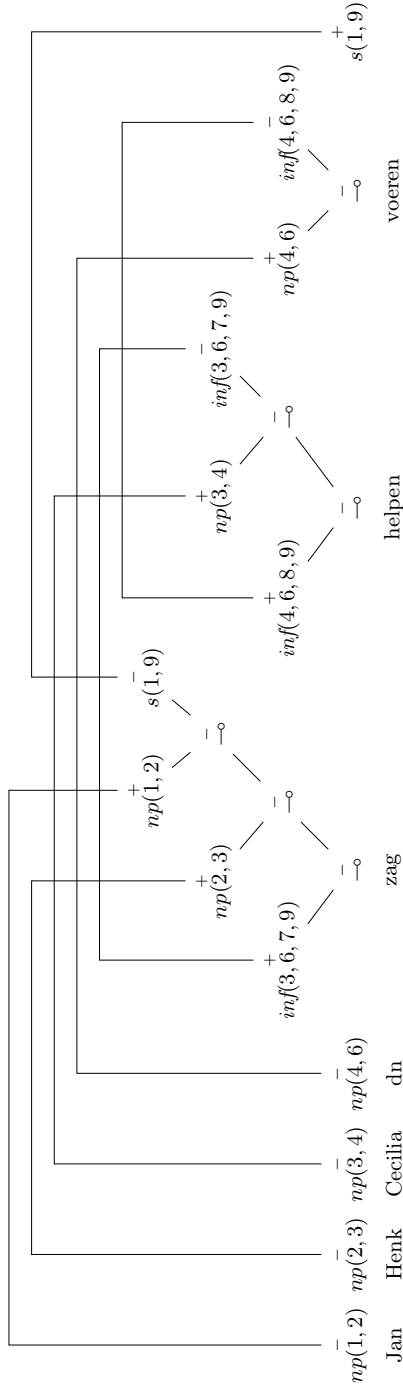 + −
np(1, 2) s(1, 9)
+ − + −
np(2, 3) ⊸ np(3, 4) inf(3, 6, 7, 9)
+ − + − + −
inf(3, 6, 7, 9) ⊸ inf(4, 6, 8, 9) ⊸ np(4, 6) inf(4, 6, 8, 9)
− − − − − − − +
np(1, 2) np(2, 3) np(3, 4) np(4, 6) ⊸ ⊸ ⊸ s(1, 9)
Jan Henk Cecilia dn zag helpen voeren